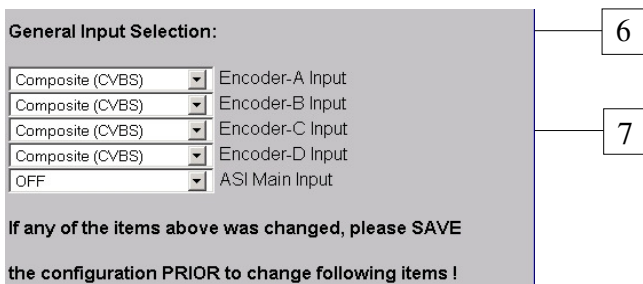 General Input Selection:
6
Composite (CVBS) Encoder-A Input
Composite (CVBS) Encoder-B Input
Composite (CVBS) Encoder-C Input
7
Composite (CVBS) Encoder-D Input
OFF ASI Main Input
If any of the items above was changed, please SAVE
the configuration PRIOR to change following items !